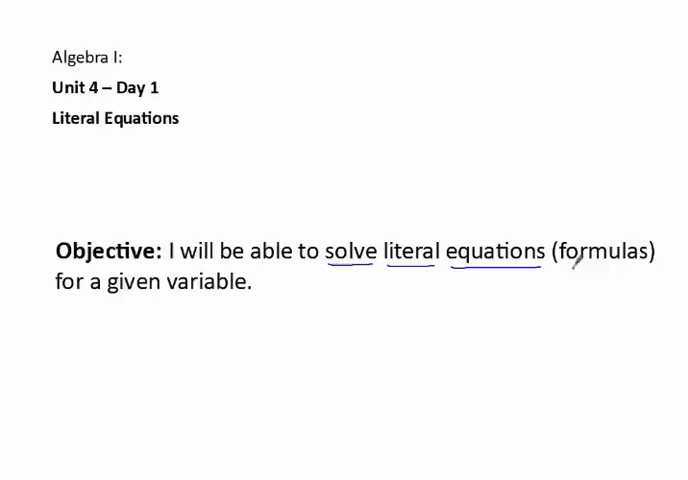 Algebra I:
Unit 4 – Day 1
Literal Equations
Objective: I will be able to solve literal equations (formulas)
for a given variable.